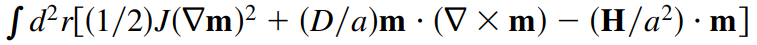 ∫ d²r[(1/2)J(∇m)² + (D/a)m · (∇ × m) − (H/a²) · m]